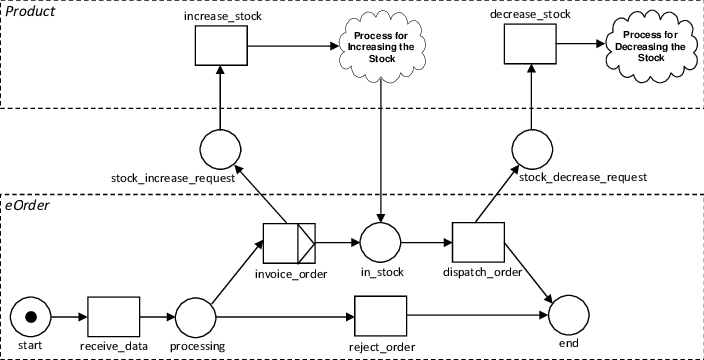 Product
increase_stock
Process for
Increasing the
Stock
decrease_stock
Process for
Decreasing the
Stock
stock_increase_request
stock_decrease_request
eOrder
invoice_order
in_stock
dispatch_order
start
receive_data
processing
reject_order
end